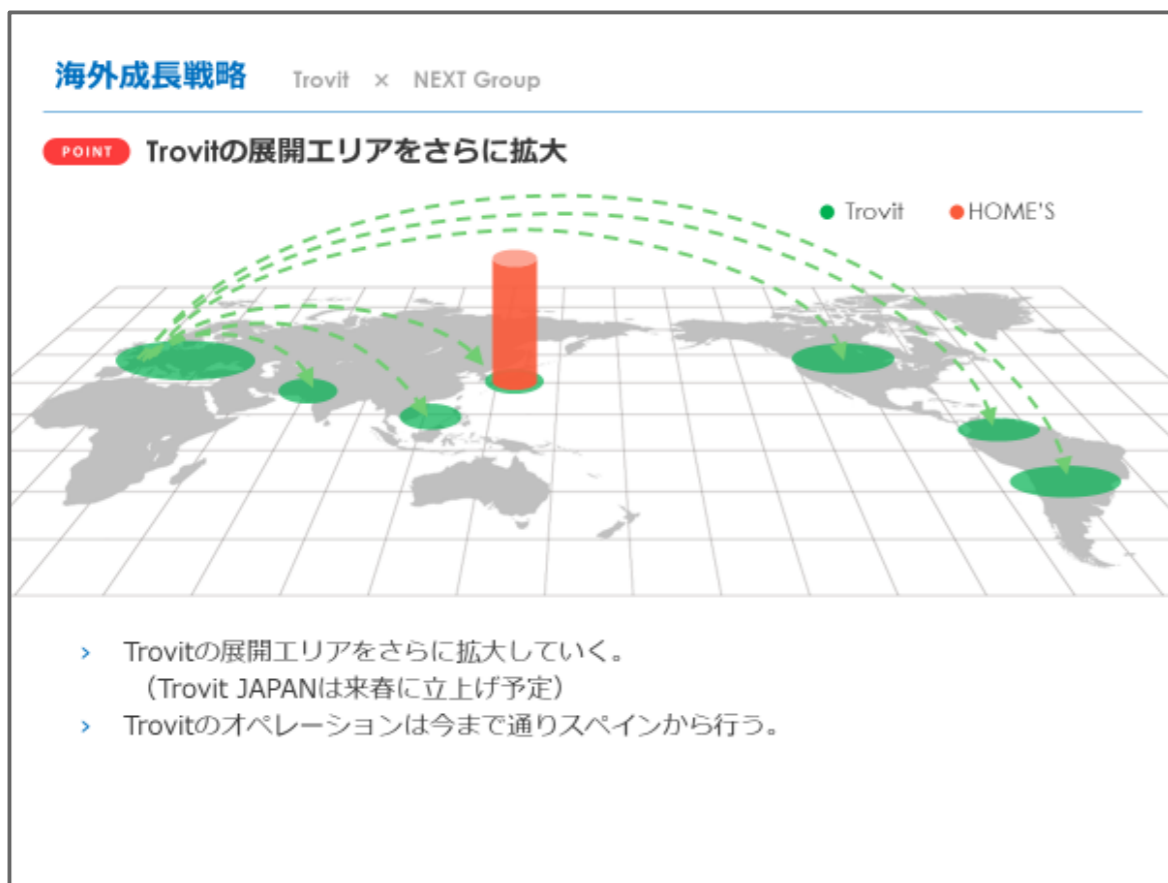 海外成長戦略 Trovit × NEXT Group
POINT Trovitの展開エリアをさらに拡大
Trovit HOME'S
› Trovitの展開エリアをさらに拡大していく。
（Trovit JAPANは来春に立上げ予定）
› Trovitのオペレーションは今まで通りスペインから行う。